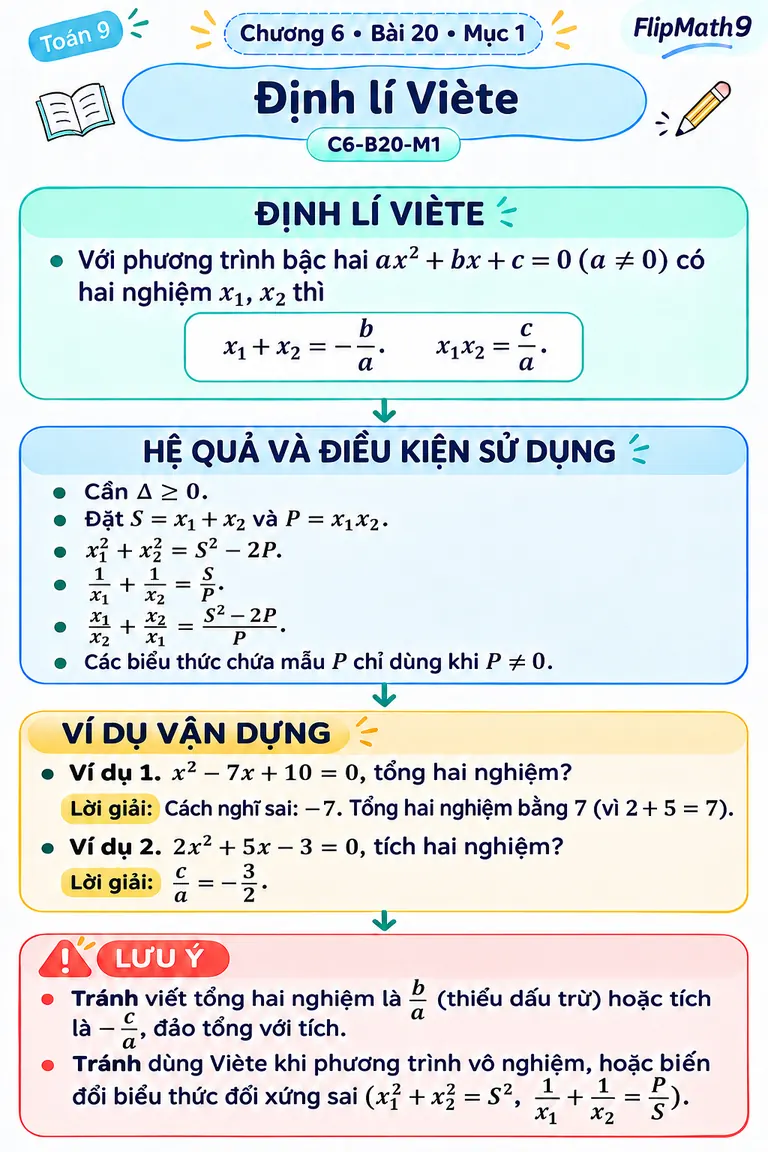 Toán 9
Chương 6 • Bài 20 • Mục 1
FlipMath9
Định lí Viète
C6-B20-M1
ĐỊNH LÍ VIÈTE
• Với phương trình bậc hai ax² + bx + c = 0 (a ≠ 0) có
hai nghiệm x₁, x₂ thì
x₁ + x₂ = −b/a. x₁x₂ = c/a.
HỆ QUẢ VÀ ĐIỀU KIỆN SỬ DỤNG
• Cần Δ ≥ 0.
• Đặt S = x₁ + x₂ và P = x₁x₂.
• x₁² + x₂² = S² − 2P.
• 1/x₁ + 1/x₂ = S/P.
• x₁/x₂ + x₂/x₁ = (S² − 2P)/P.
• Các biểu thức chứa mẫu P chỉ dùng khi P ≠ 0.
VÍ DỤ VẬN DỰNG
• Ví dụ 1. x² − 7x + 10 = 0, tổng hai nghiệm?
Lời giải: Cách nghĩ sai: −7. Tổng hai nghiệm bằng 7 (vì 2 + 5 = 7).
• Ví dụ 2. 2x² + 5x − 3 = 0, tích hai nghiệm?
Lời giải: c/a = −3/2.
LƯU Ý
• Tránh viết tổng hai nghiệm là b/a (thiếu dấu trừ) hoặc tích
là −c/a, đảo tổng với tích.
• Tránh dùng Viète khi phương trình vô nghiệm, hoặc biến
đổi biểu thức đối xứng sai (x₁² + x₂² = S², 1/x₁ + 1/x₂ = P/S).